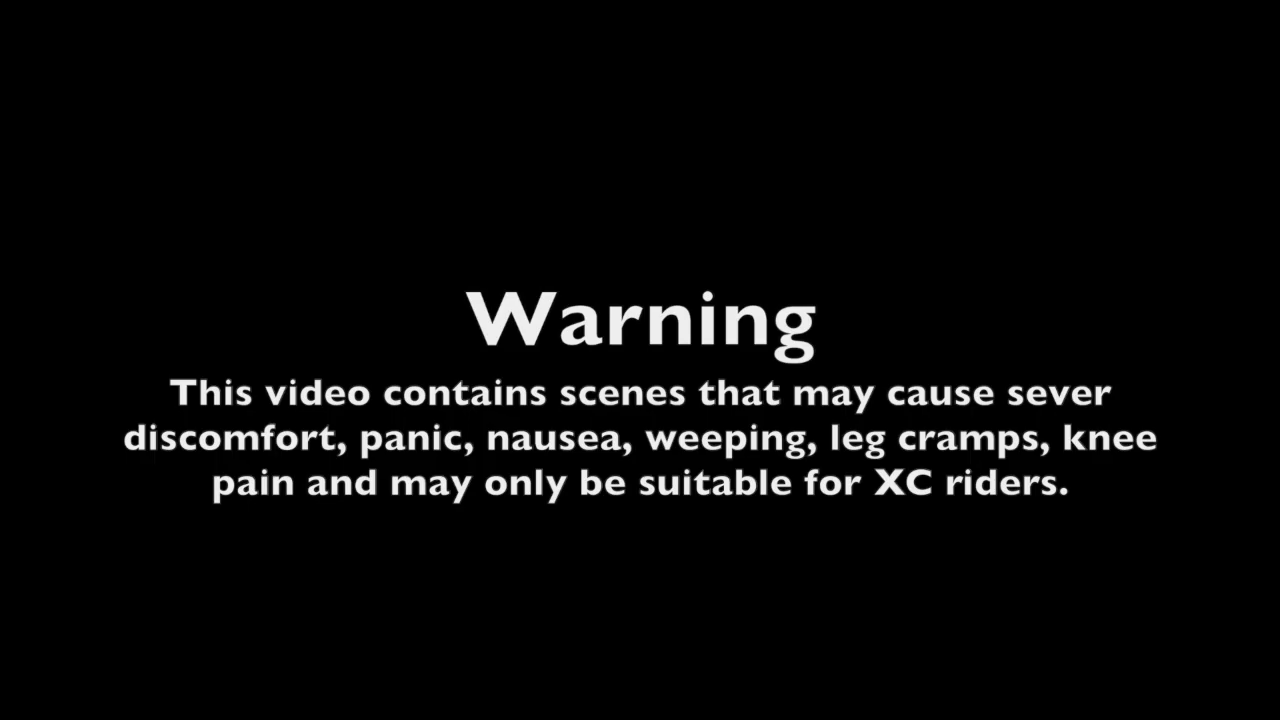 Warning
This video contains scenes that may cause sever
discomfort, panic, nausea, weeping, leg cramps, knee
pain and may only be suitable for XC riders.